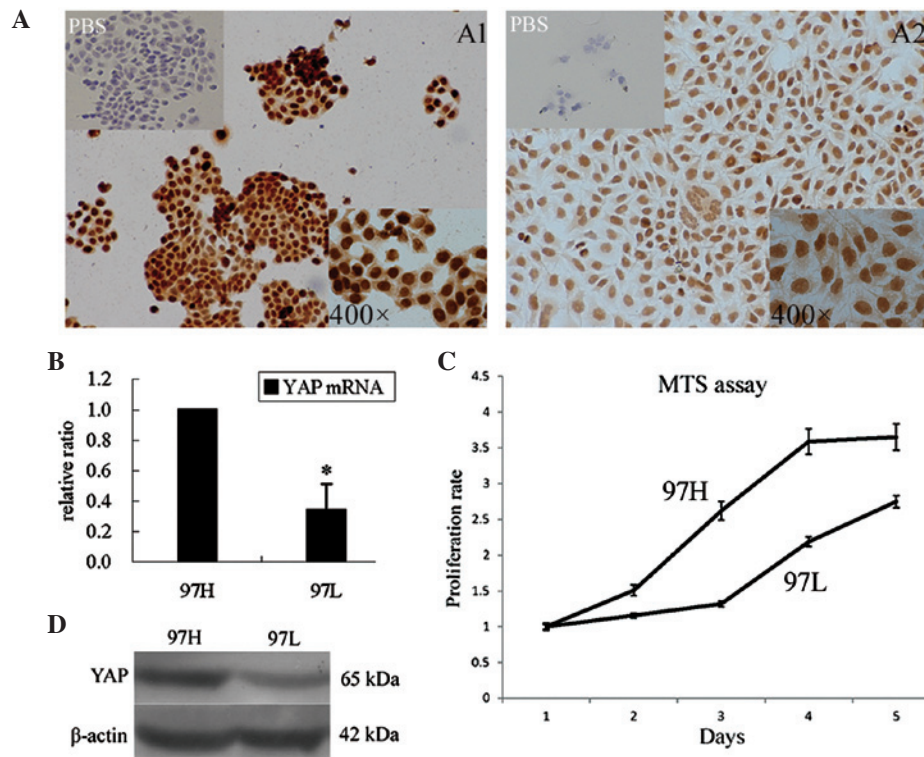 A
PBS
A1
400×
PBS
A2
400×
B
YAP mRNA
relative ratio
1.2
1.0
0.8
0.6
0.4
0.2
0.0
*
97H
97L
C
MTS assay
Proliferation rate
4.5
4
3.5
3
2.5
2
1.5
1
0.5
97H
97L
1 2 3 4 5
Days
D
97H 97L
YAP 65 kDa
β-actin 42 kDa